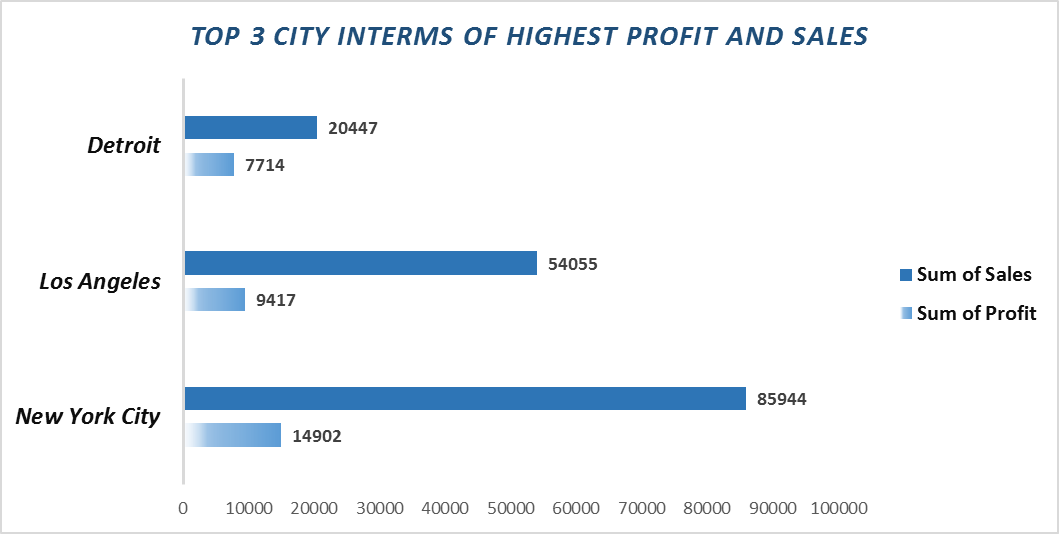 TOP 3 CITY INTERMS OF HIGHEST PROFIT AND SALES
Detroit
20447
7714
Los Angeles
54055
9417
New York City
85944
14902
Sum of Sales
Sum of Profit
0 10000 20000 30000 40000 50000 60000 70000 80000 90000 100000